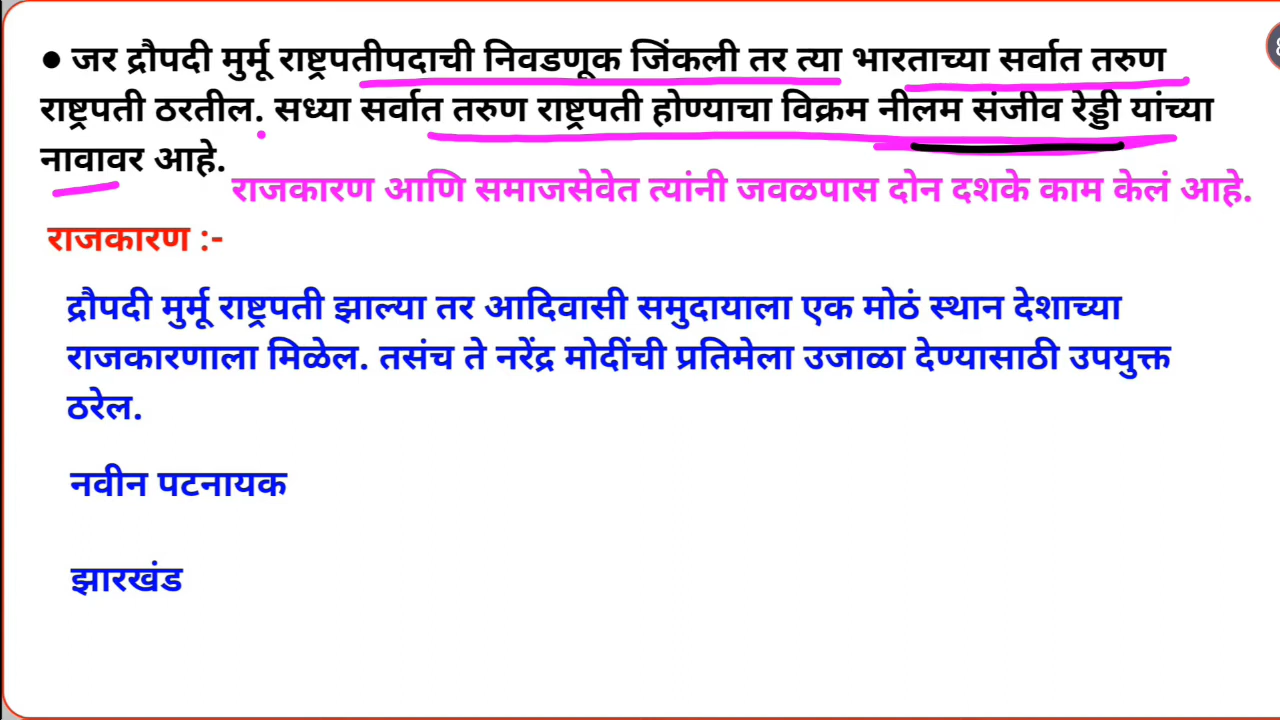 ● जर द्रौपदी मुर्मू राष्ट्रपतीपदाची निवडणूक जिंकली तर त्या भारताच्या सर्वात तरुण
राष्ट्रपती ठरतील. सध्या सर्वात तरुण राष्ट्रपती होण्याचा विक्रम नीलम संजीव रेड्डी यांच्या
नावावर आहे.
राजकारण आणि समाजसेवेत त्यांनी जवळपास दोन दशके काम केलं आहे.
राजकारण :-
द्रौपदी मुर्मू राष्ट्रपती झाल्या तर आदिवासी समुदायाला एक मोठं स्थान देशाच्या
राजकारणाला मिळेल. तसंच ते नरेंद्र मोदींची प्रतिमेला उजाळा देण्यासाठी उपयुक्त
ठरेल.
नवीन पटनायक
झारखंड